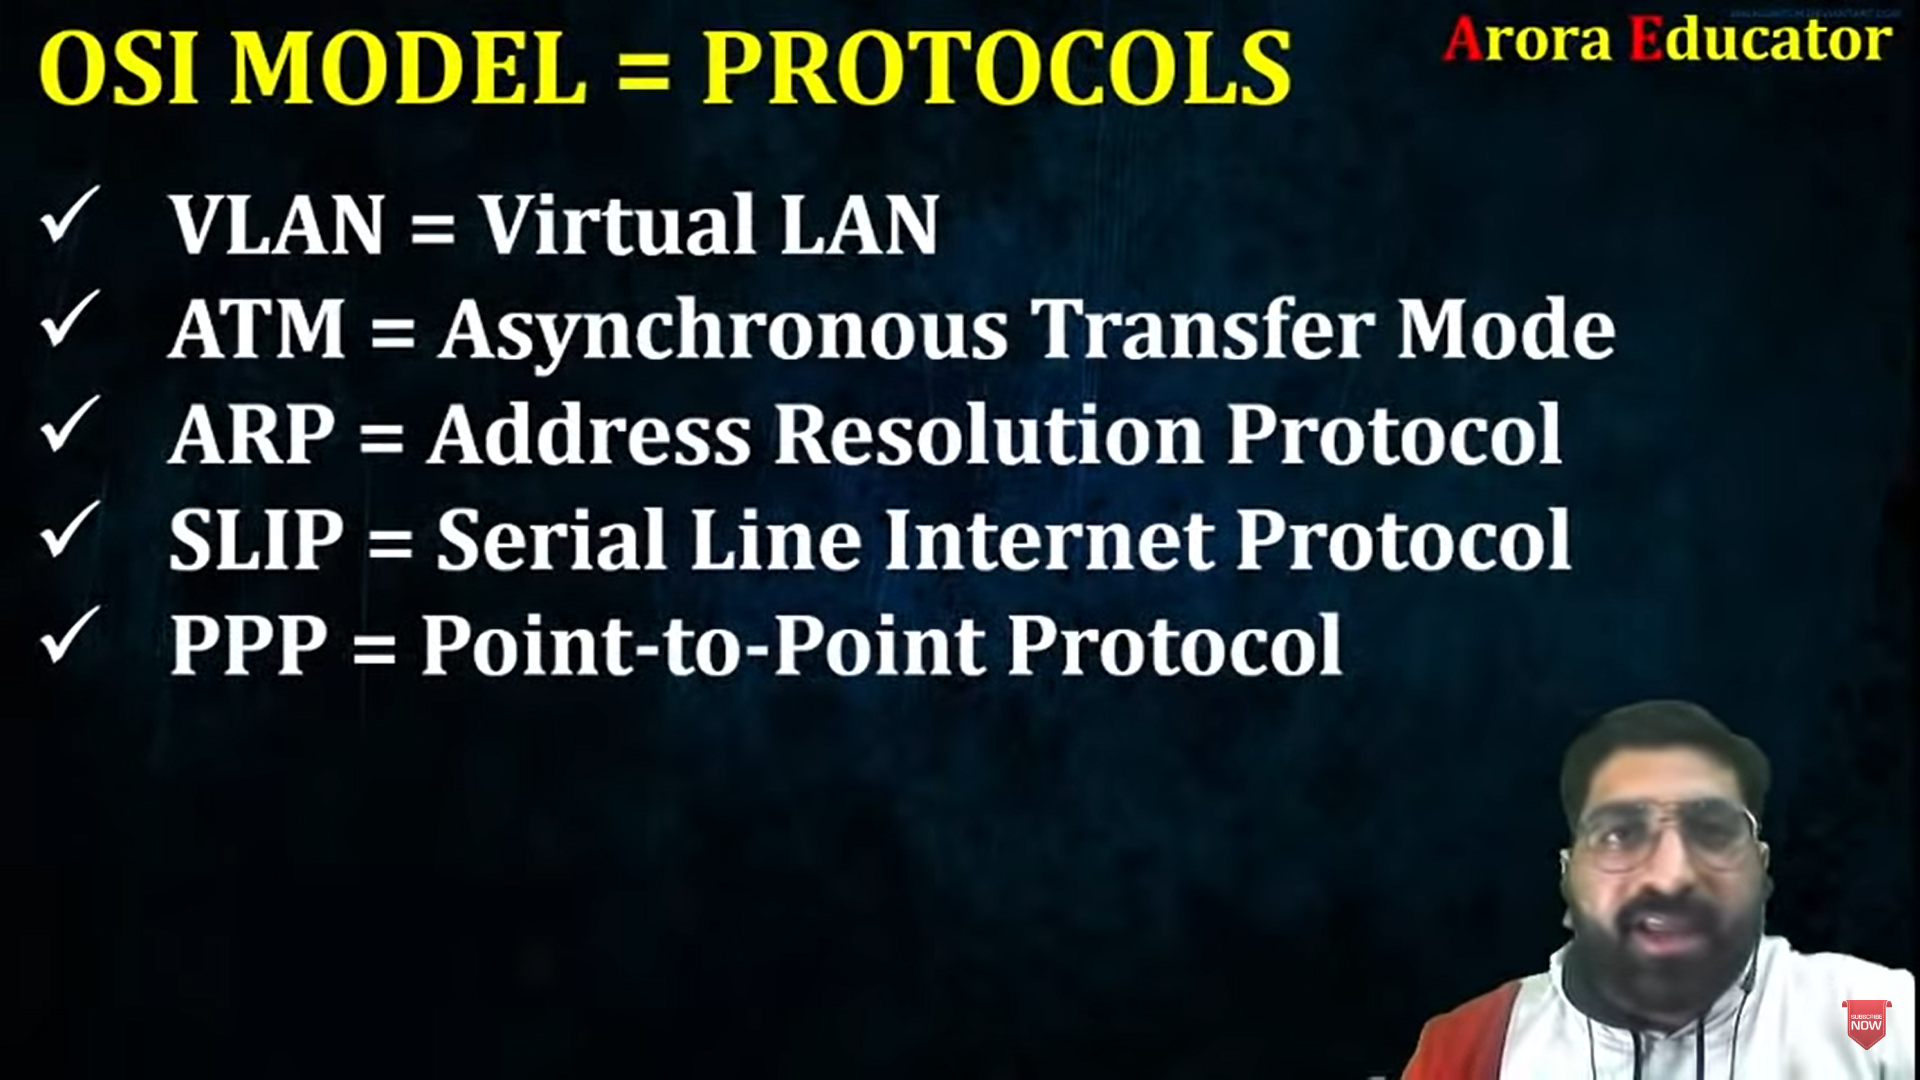 OSI MODEL = PROTOCOLS
Arora Educator
✓ VLAN = Virtual LAN
✓ ATM = Asynchronous Transfer Mode
✓ ARP = Address Resolution Protocol
✓ SLIP = Serial Line Internet Protocol
✓ PPP = Point-to-Point Protocol
SUBSCRIBE
NOW